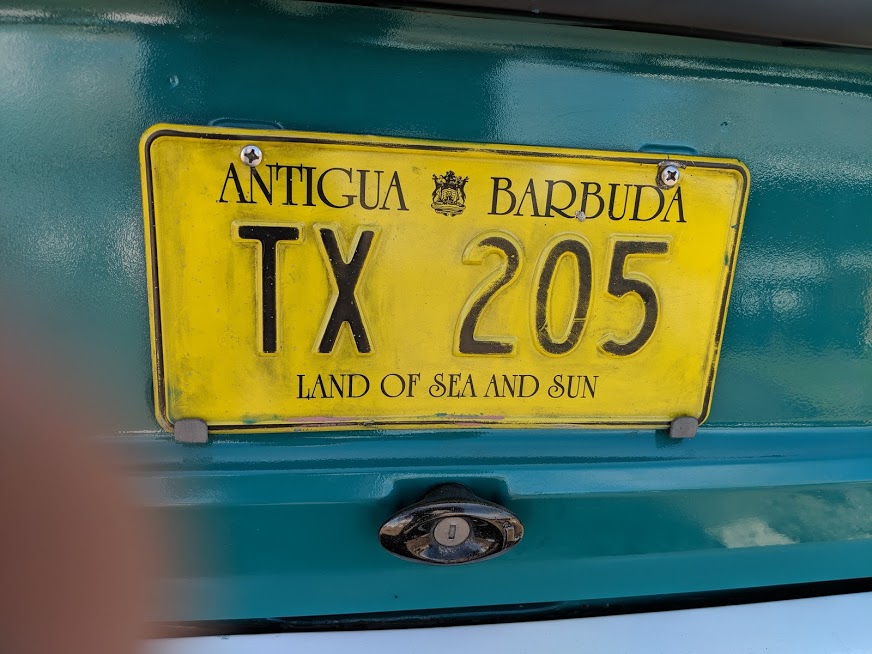 ANTIGUA BARBUDA
TX 205
LAND OF SEA AND SUN